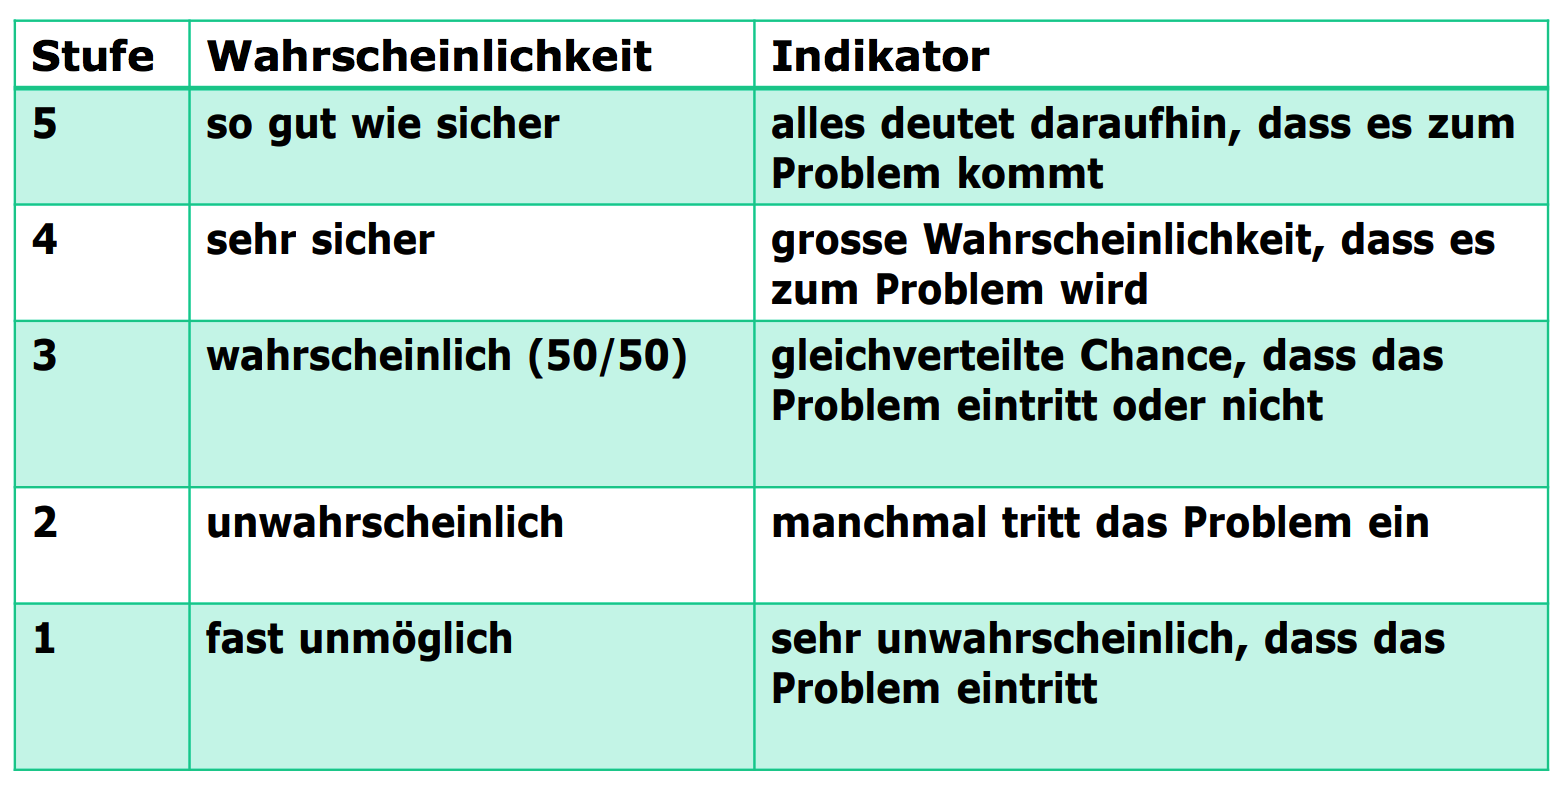 Stufe Wahrscheinlichkeit Indikator
5 so gut wie sicher alles deutet daraufhin, dass es zum
Problem kommt
4 sehr sicher grosse Wahrscheinlichkeit, dass es
zum Problem wird
3 wahrscheinlich (50/50) gleichverteilte Chance, dass das
Problem eintritt oder nicht
2 unwahrscheinlich manchmal tritt das Problem ein
1 fast unmöglich sehr unwahrscheinlich, dass das
Problem eintritt